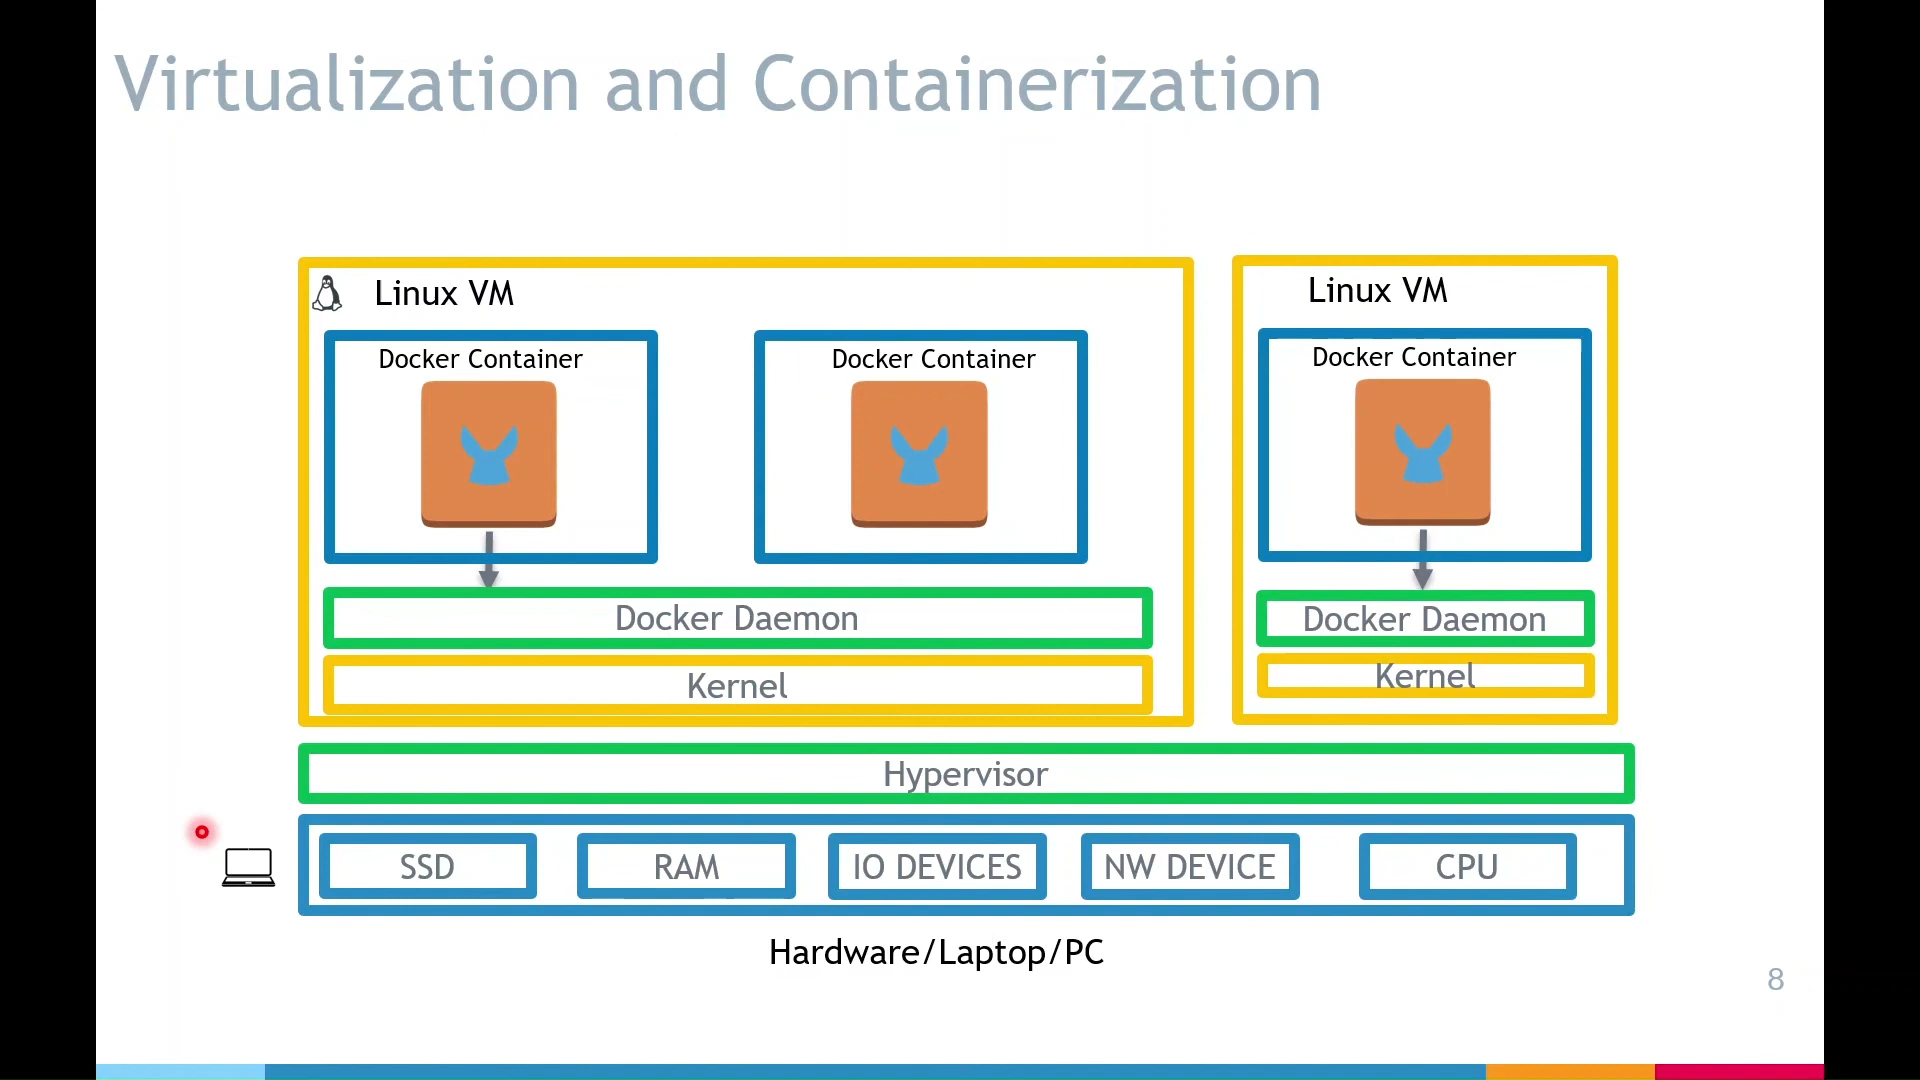 Virtualization and Containerization
Linux VM
Linux VM
Docker Container
Docker Container
Docker Container
Docker Daemon
Docker Daemon
Kernel
Kernel
Hypervisor
SSD
RAM
IO DEVICES
NW DEVICE
CPU
Hardware/Laptop/PC
8